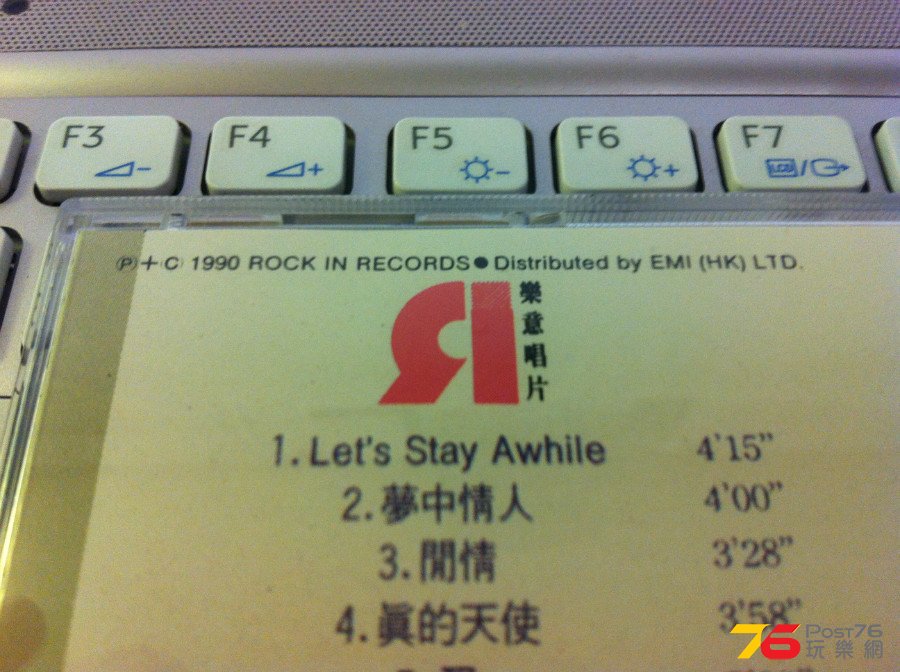 F3 F4 F5 F6 F7
- + - + LCD/
Ⓟ+Ⓒ 1990 ROCK IN RECORDS●Distributed by EMI (HK) LTD.
樂意唱片
1. Let's Stay Awhile 4'15"
2. 夢中情人 4'00"
3. 閒情 3'28"
4. 眞的天使 3'58"
76 Post76
玩樂網